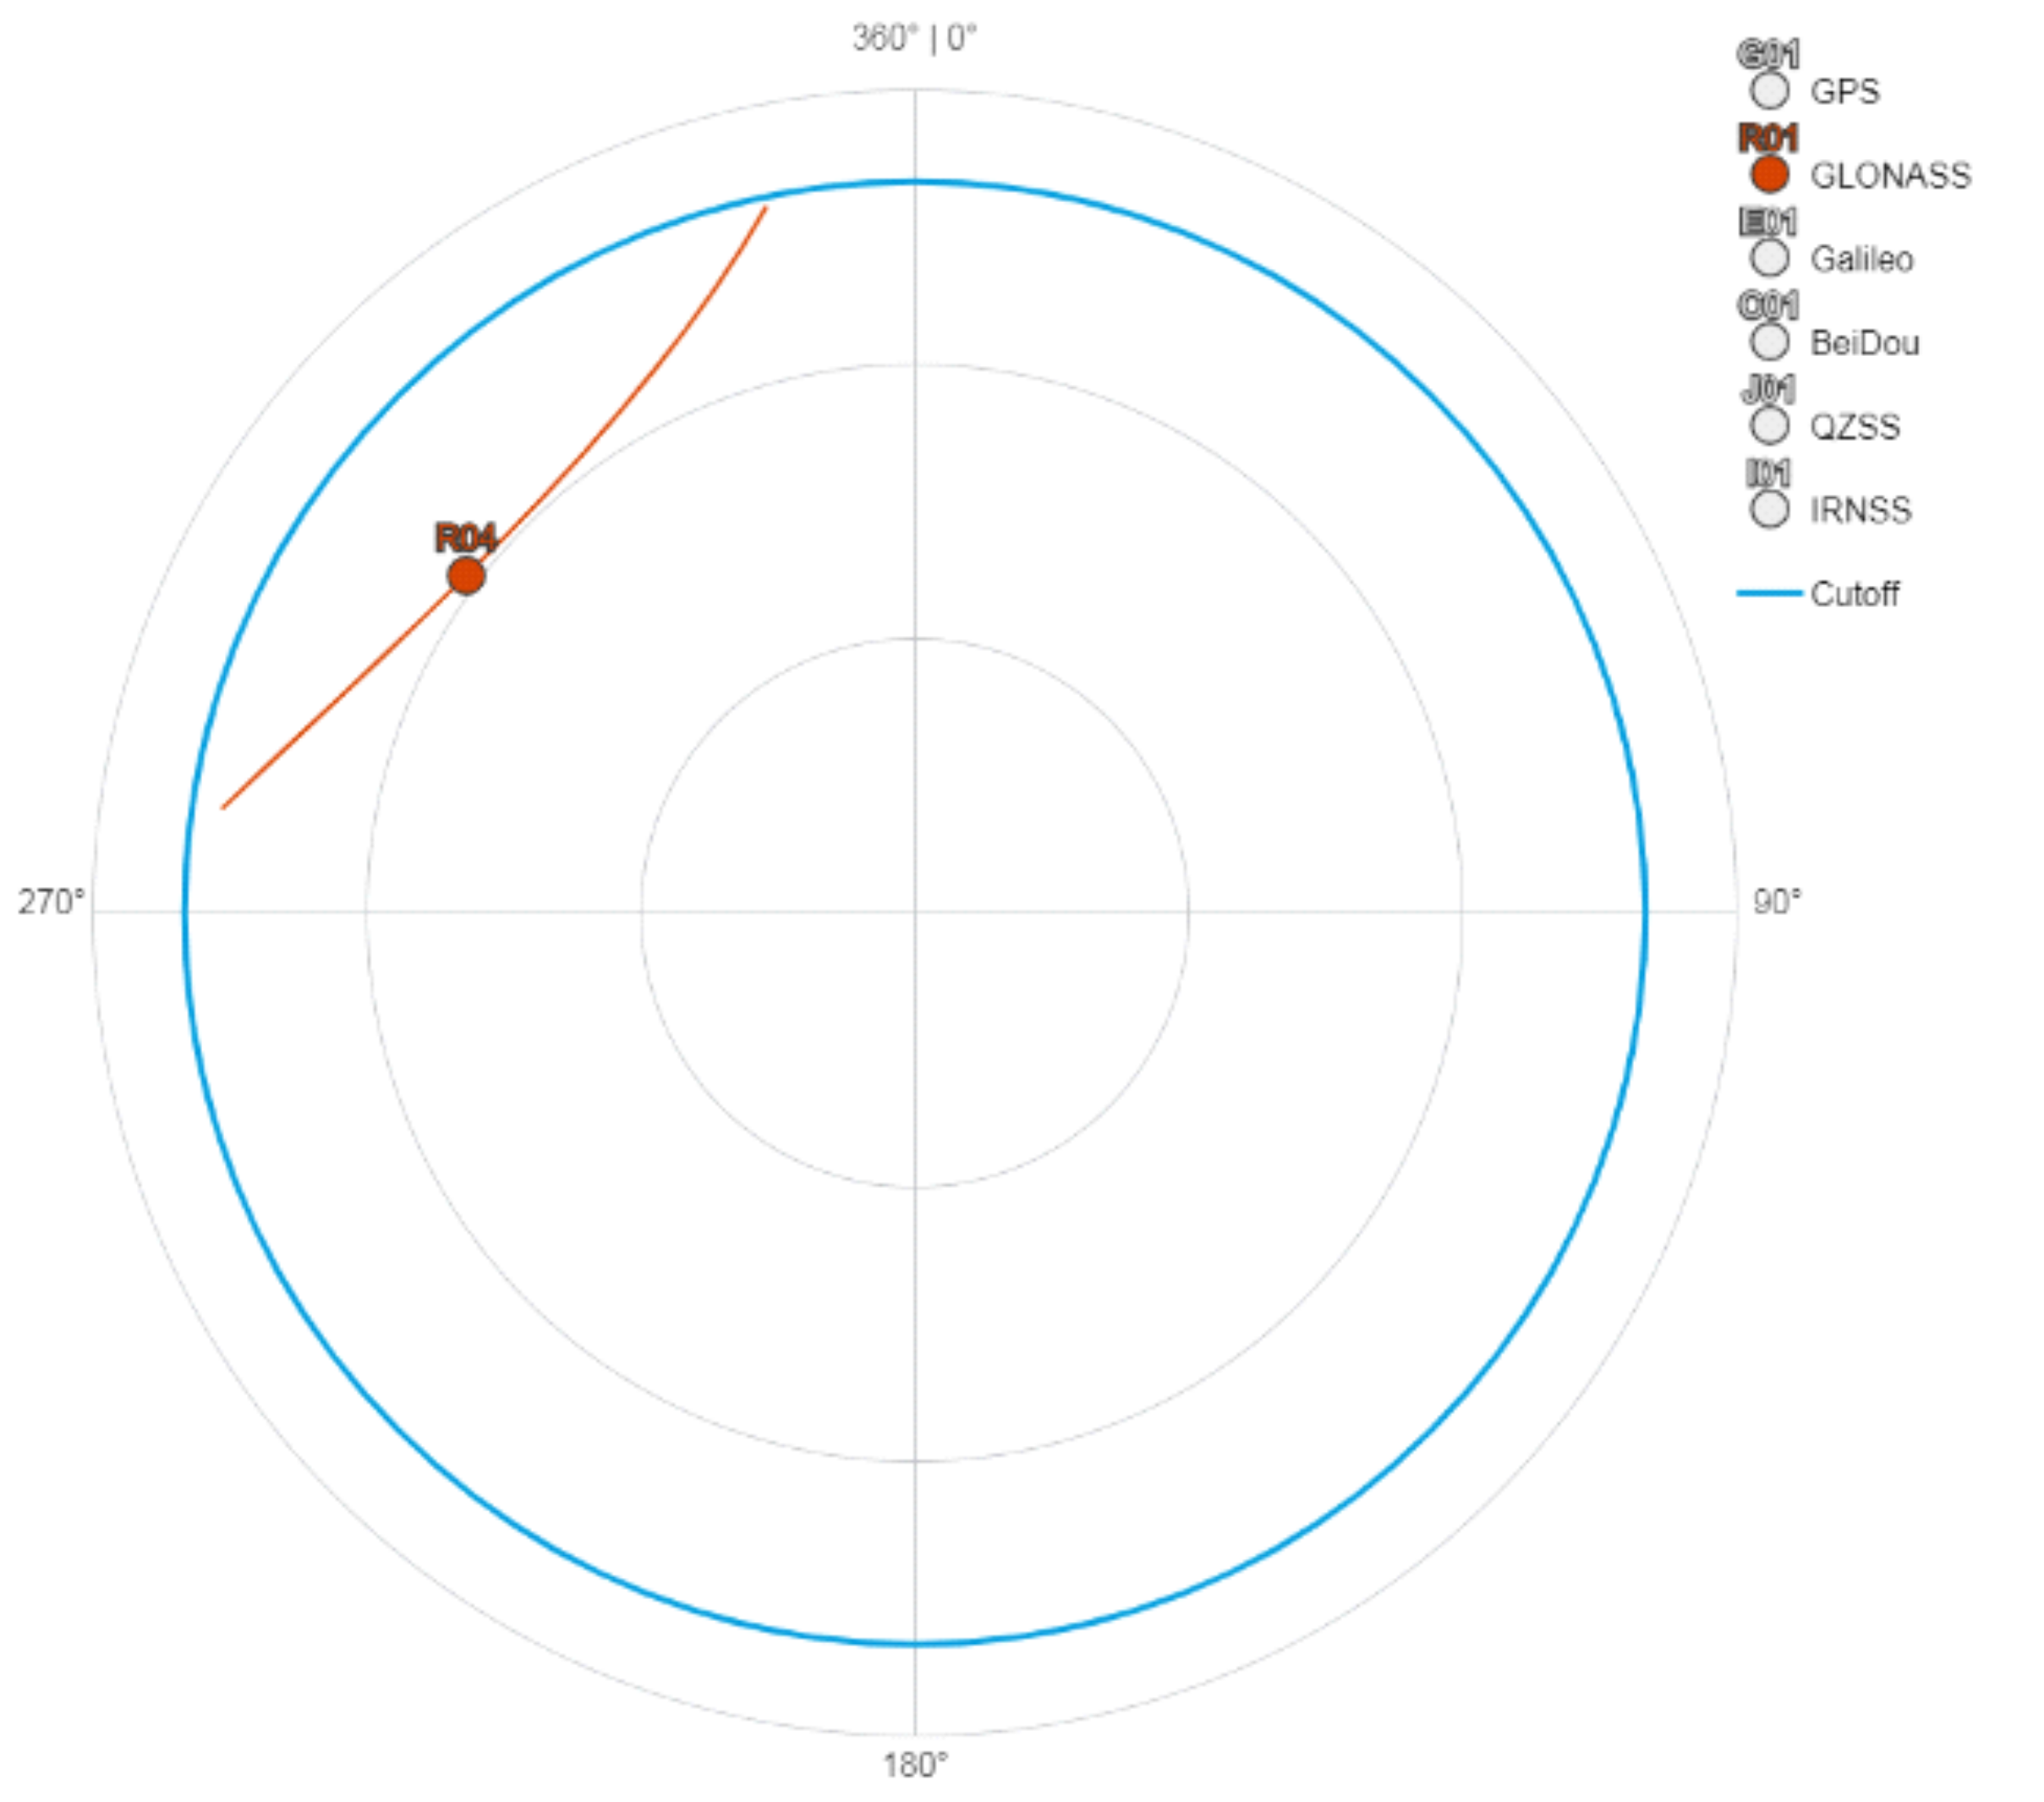 360° | 0°
G01
GPS
R01
GLONASS
E01
Galileo
C01
BeiDou
J01
QZSS
I01
IRNSS
Cutoff
R04
270°
90°
180°